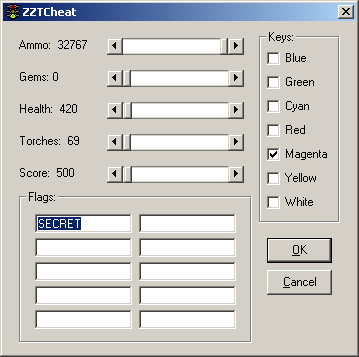 ZZTCheat
Ammo: 32767
Gems: 0
Health: 420
Torches: 69
Score: 500
Keys:
Blue
Green
Cyan
Red
Magenta
Yellow
White
Flags:
SECRET
OK
Cancel